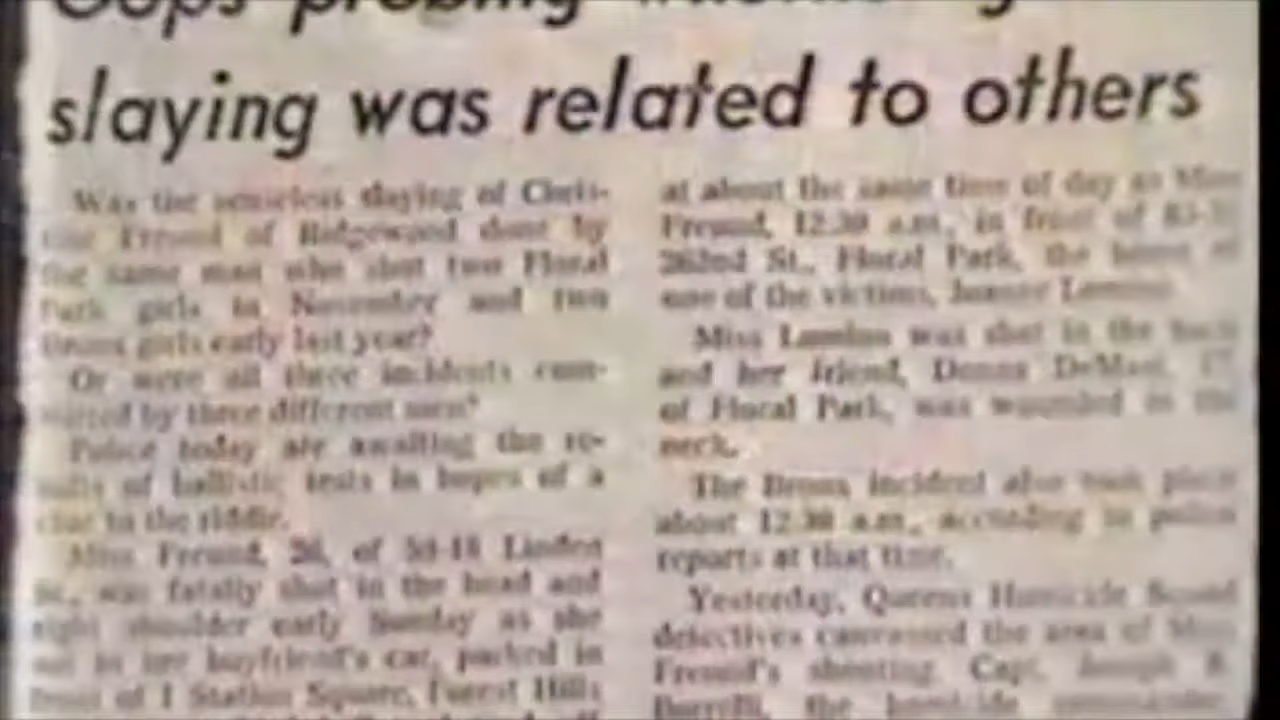 Cops probing
slaying was related to others
Was the senseless slaying of Chris-
Freund of Ridgewood done by
the same man who shot two Floral
Park girls in November and two
Bronx girls early last year?
Or were all three incidents com-
mitted by three different men?
Police today are awaiting the re-
sults of ballistic tests in hopes of a
clue to the riddle.
Miss Freund, 26, of Linden
St., was fatally shot in the head and
right shoulder early Sunday as she
sat in her boyfriend's car, parked in
front of 1 Station Square, Forest Hills
at about the same time of day as Miss
Freund, 12:30 a.m., in front of
262nd St., Floral Park, the home of
one of the victims, Joanne Lomino.
Miss Lomino was shot in the back
and her friend, Donna DeMasi,
of Floral Park, was wounded in the
neck.
The Bronx incident also took place
about 12:30 a.m., according to police
reports at that time.
Yesterday, Queens Homicide Squad
detectives canvassed the area of Miss
Freund's shooting. Capt. Joseph
Borrelli, the homicide commander,